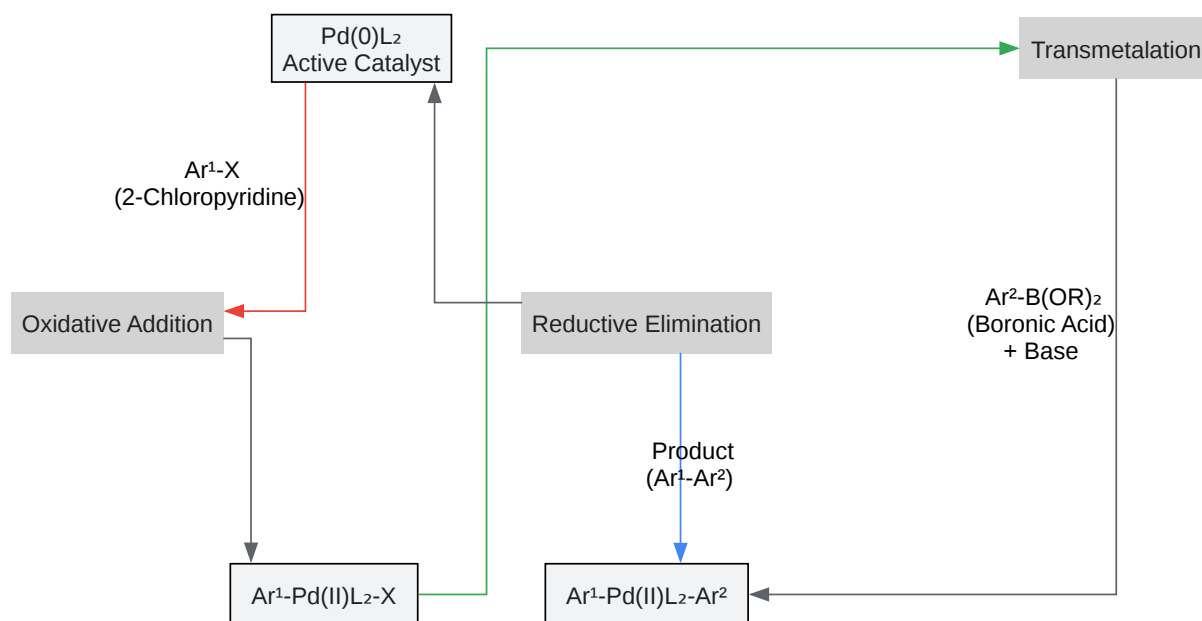 Pd(0)L₂
Active Catalyst
Transmetalation
Ar¹-X
(2-Chloropyridine)
Oxidative Addition
Reductive Elimination
Ar²-B(OR)₂
(Boronic Acid)
+ Base
Product
(Ar¹-Ar²)
Ar¹-Pd(II)L₂-X
Ar¹-Pd(II)L₂-Ar²